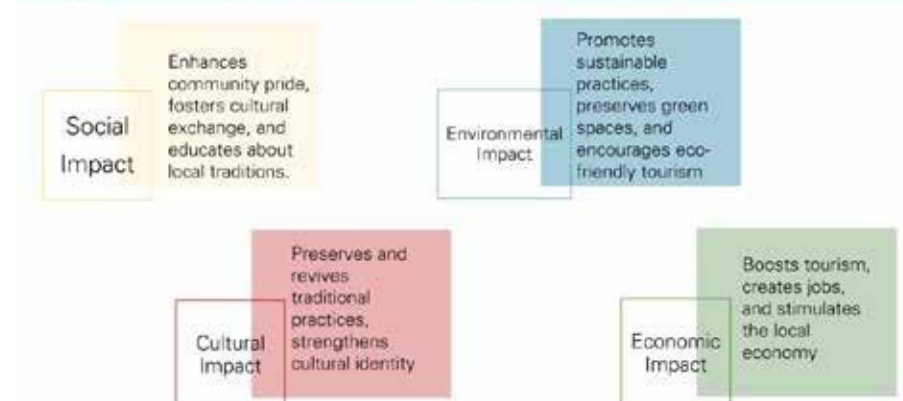 Social
Impact
Enhances
community pride,
fosters cultural
exchange, and
educates about
local traditions.
Environmental
Impact
Promotes
sustainable
practices,
preserves green
spaces, and
encourages eco-
friendly tourism
Cultural
Impact
Preserves and
revives
traditional
practices,
strengthens
cultural identity
Economic
Impact
Boosts tourism,
creates jobs,
and stimulates
the local
economy